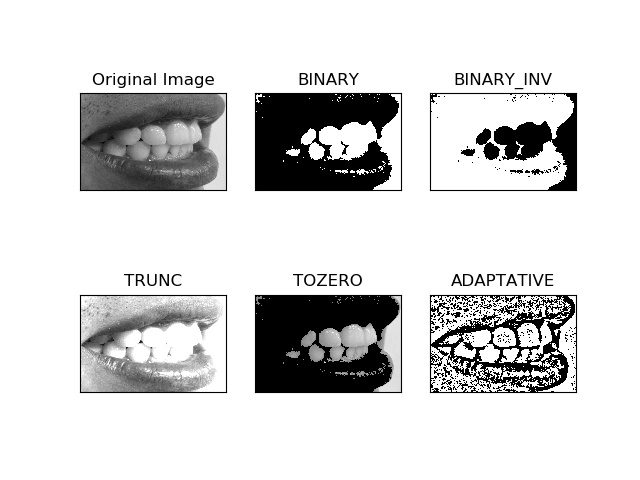 Original Image
BINARY
BINARY_INV
TRUNC
TOZERO
ADAPTATIVE